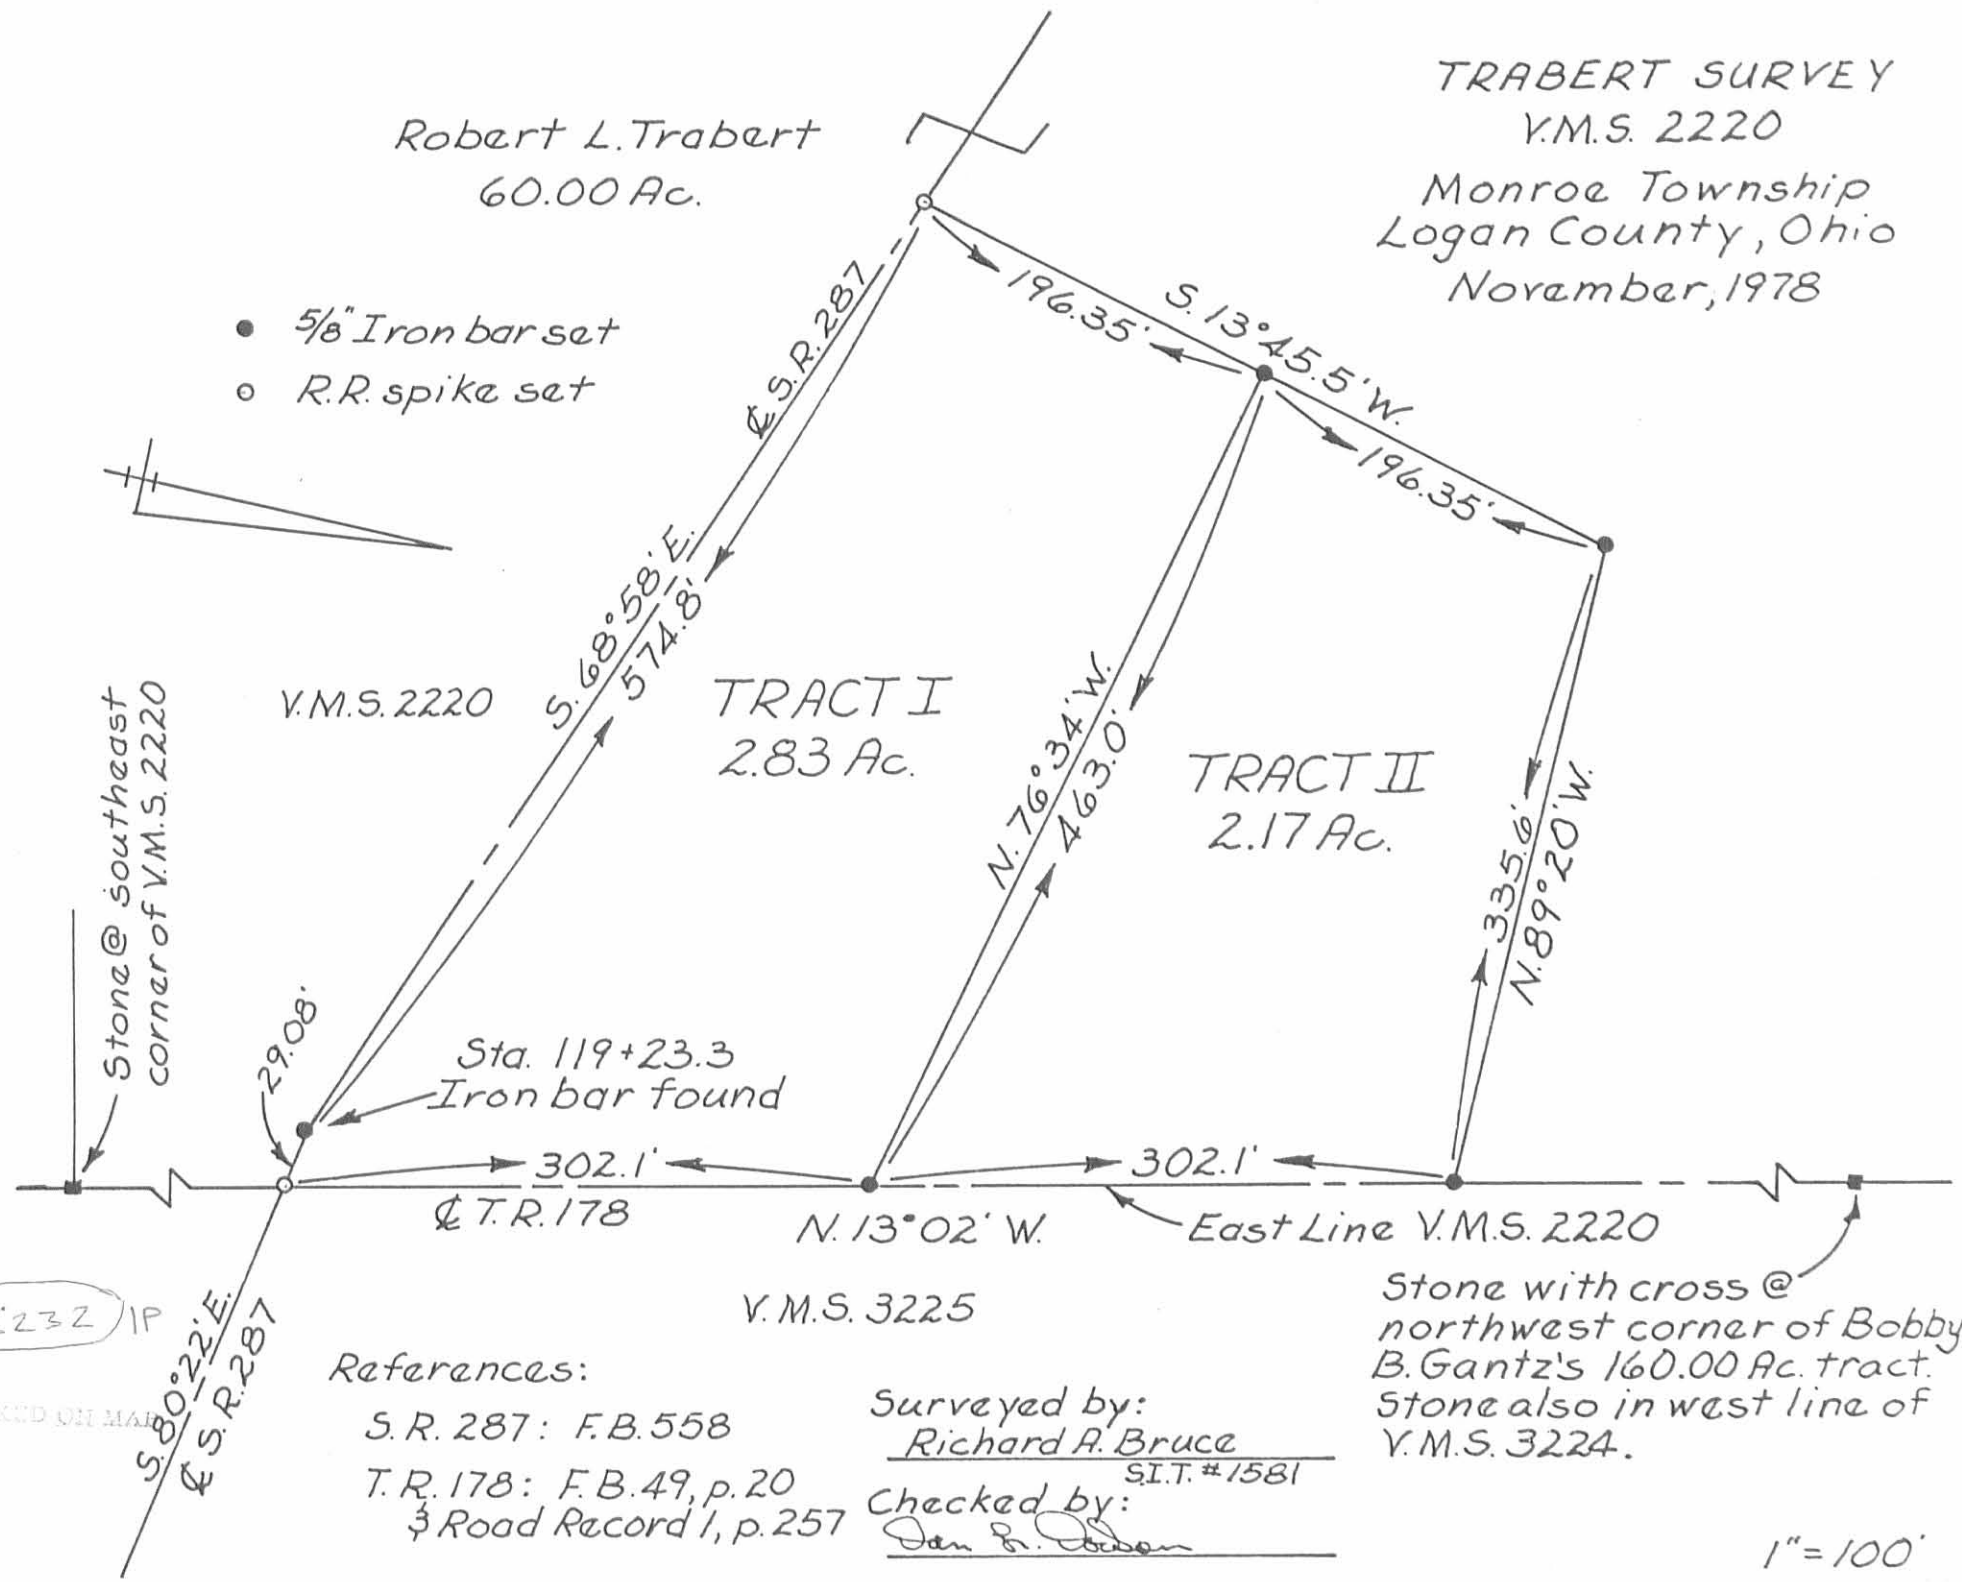 TRABERT SURVEY
V.M.S. 2220
Monroe Township
Logan County, Ohio
November, 1978
Robert L. Trabert
60.00 Ac.
5/8" Iron bar set
R.R. spike set
℄ S.R. 287
196.35'
S. 13°45.5' W.
196.35'
S. 68°58' E.
574.8'
V.M.S. 2220
TRACT I
2.83 Ac.
N. 76°34' W.
463.0'
TRACT II
2.17 Ac.
335.6'
N. 89°20' W.
Stone @ southeast
corner of V.M.S. 2220
29.08'
Sta. 119+23.3
Iron bar found
302.1'
302.1'
℄ T.R. 178
N. 13°02' W.
East Line V.M.S. 2220
V.M.S. 3225
Stone with cross @
northwest corner of Bobby
B. Gantz's 160.00 Ac. tract.
Stone also in west line of
V.M.S. 3224.
232 IP
S. 80°22' E.
℄ S.R. 287
References:
S.R. 287: F.B. 558
T.R. 178: F.B. 49, p. 20
& Road Record 1, p. 257
Surveyed by:
Richard A. Bruce
S.I.T. #1581
Checked by:
1" = 100'